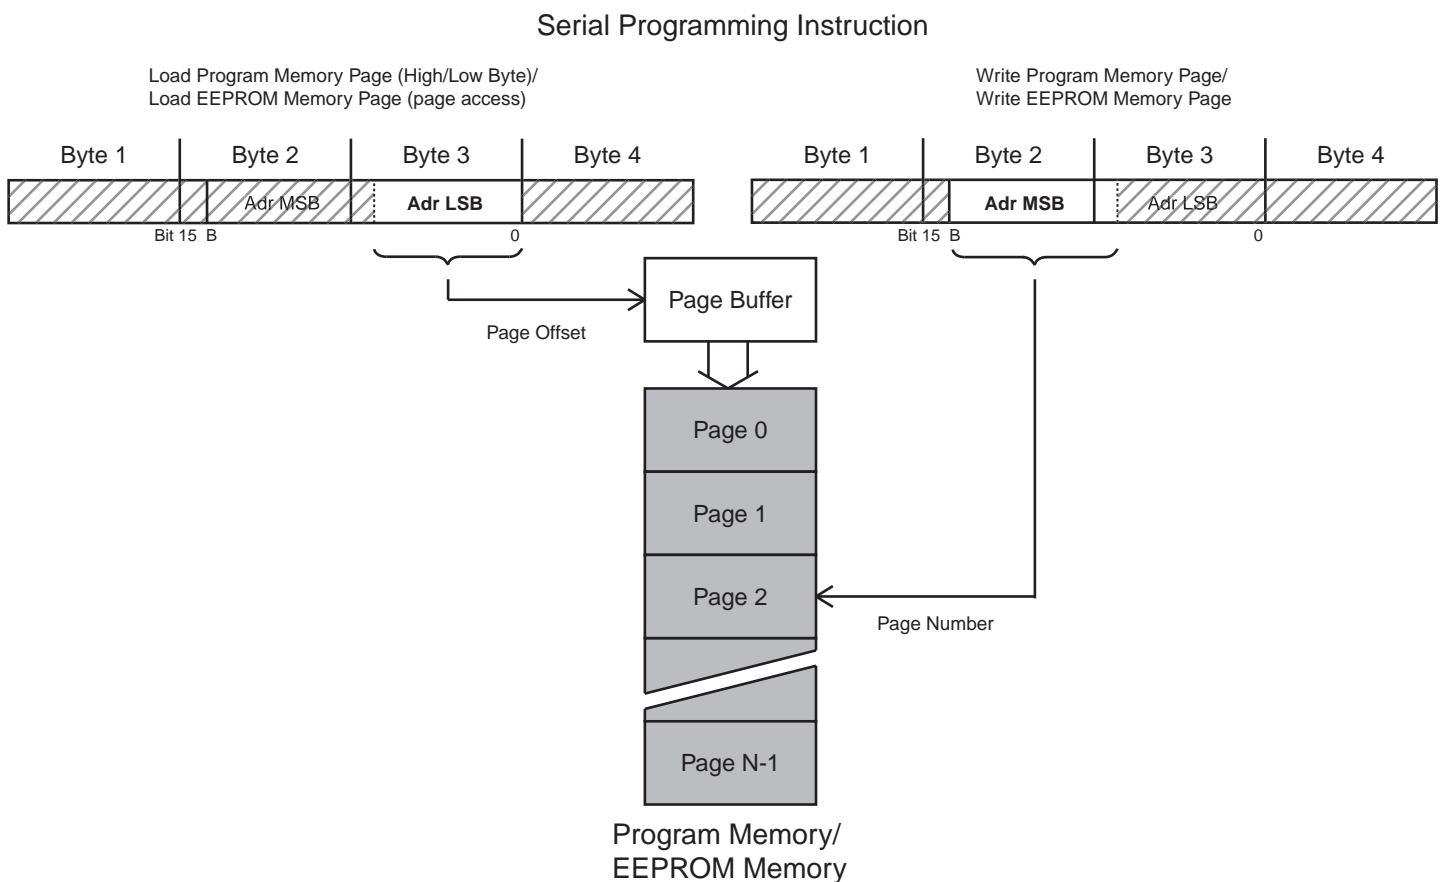 Serial Programming Instruction
Load Program Memory Page (High/Low Byte)/
Load EEPROM Memory Page (page access)
Byte 1 Byte 2 Byte 3 Byte 4
Adr MSB Adr LSB
Bit 15 B 0
Write Program Memory Page/
Write EEPROM Memory Page
Byte 1 Byte 2 Byte 3 Byte 4
Adr MSB Adr LSB
Bit 15 B 0
Page Buffer
Page Offset
Page 0
Page 1
Page 2
Page Number
Page N-1
Program Memory/
EEPROM Memory